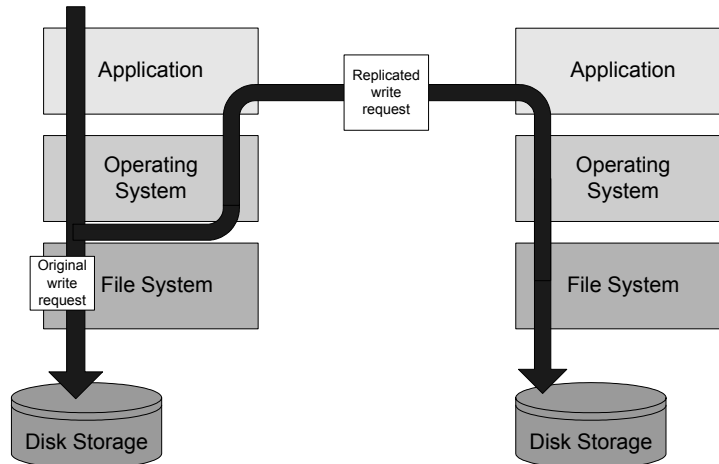 Application
Operating
System
Original
write
request
File System
Disk Storage
Replicated
write
request
Application
Operating
System
File System
Disk Storage